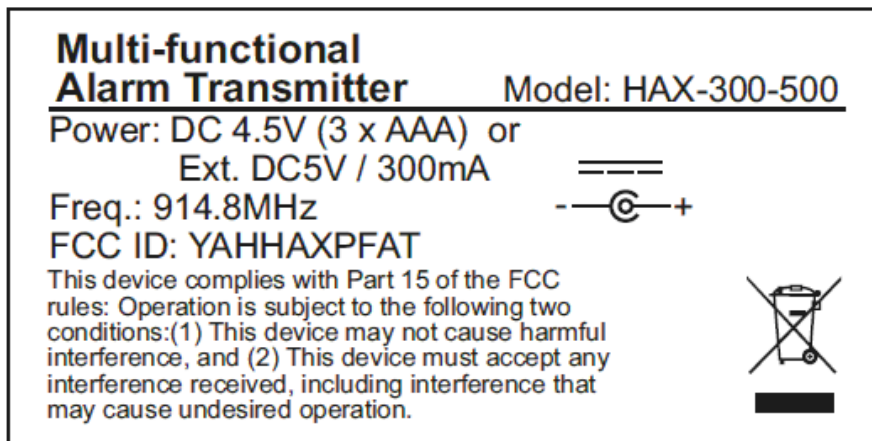 Multi-functional
Alarm Transmitter Model: HAX-300-500
Power: DC 4.5V (3 x AAA) or
Ext. DC5V / 300mA
Freq.: 914.8MHz - +
FCC ID: YAHHAXPFAT
This device complies with Part 15 of the FCC
rules: Operation is subject to the following two
conditions:(1) This device may not cause harmful
interference, and (2) This device must accept any
interference received, including interference that
may cause undesired operation.